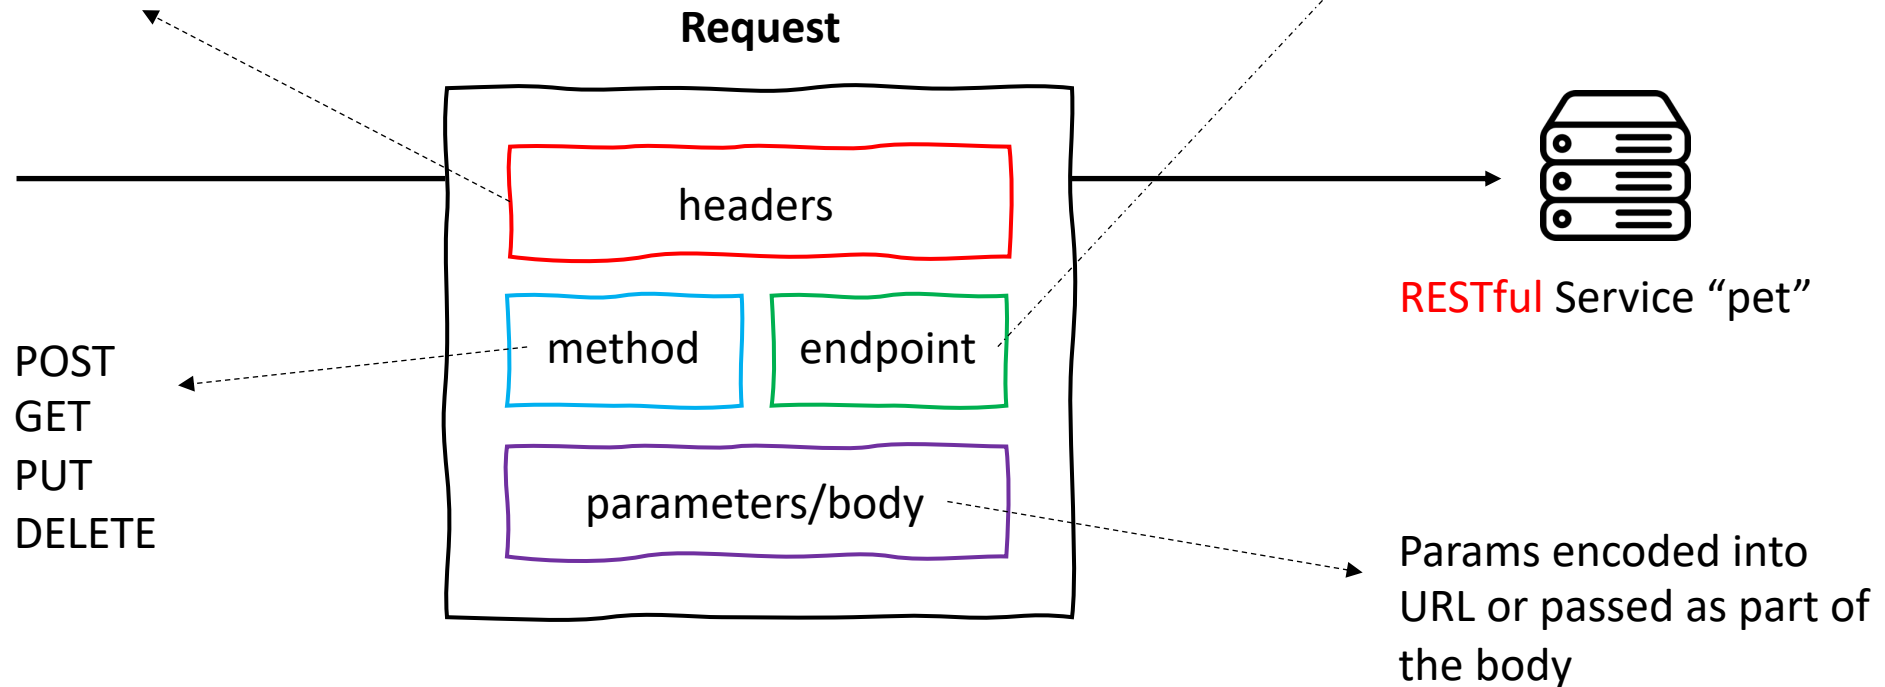 Request
headers
RESTful Service “pet”
method
endpoint
POST
GET
PUT
DELETE
parameters/body
Params encoded into
URL or passed as part of
the body